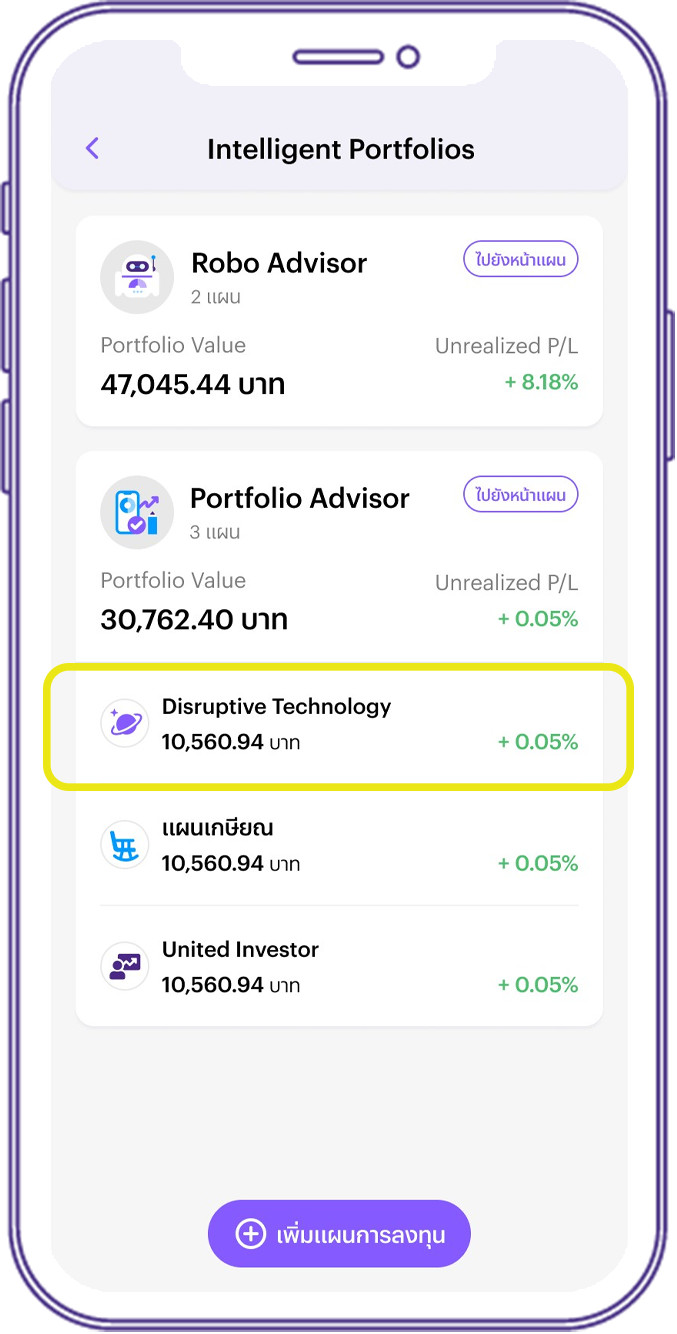 Intelligent Portfolios
Robo Advisor
ไปยังหน้าแผน
2 แผน
Portfolio Value
Unrealized P/L
47,045.44 บาท
+ 8.18%
Portfolio Advisor
ไปยังหน้าแผน
3 แผน
Portfolio Value
Unrealized P/L
30,762.40 บาท
+ 0.05%
Disruptive Technology
10,560.94 บาท
+ 0.05%
แผนเกษียณ
10,560.94 บาท
+ 0.05%
United Investor
10,560.94 บาท
+ 0.05%
เพิ่มแผนการลงทุน